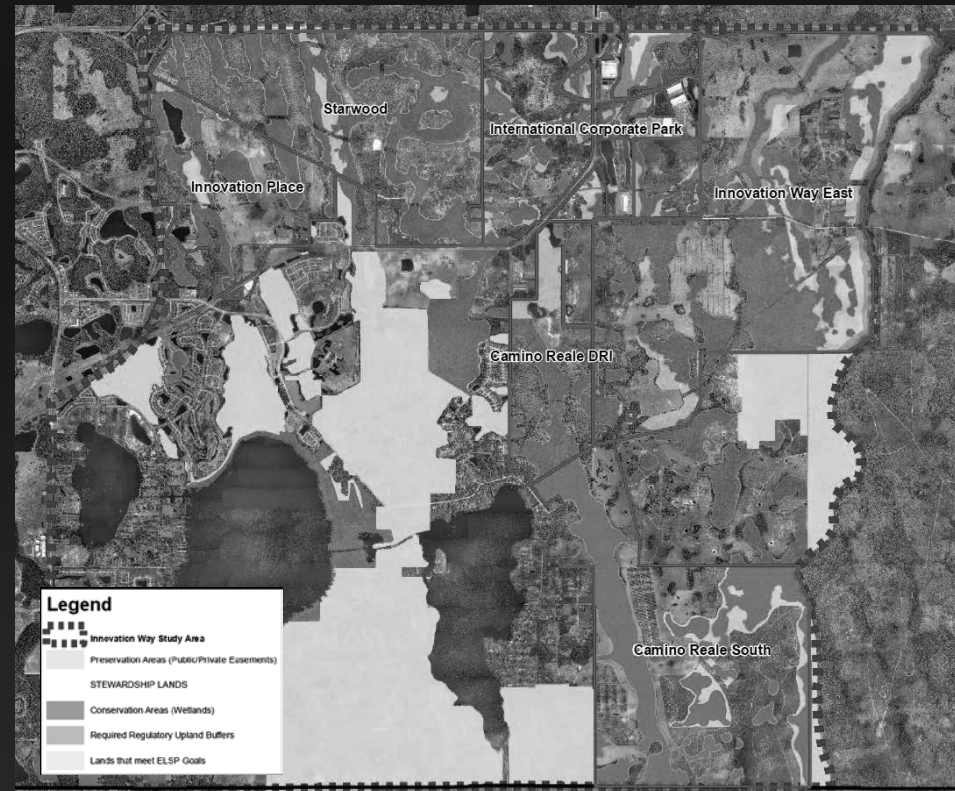 Starwood
International Corporate Park
Innovation Place
Innovation Way East
Camino Reale DRI
Camino Reale South
Legend
Innovation Way Study Area
Preservation Areas (Public/Private Easements)
STEWARDSHIP LANDS
Conservation Areas (Wetlands)
Required Regulatory Upland Buffers
Lands that meet ELSP Goals